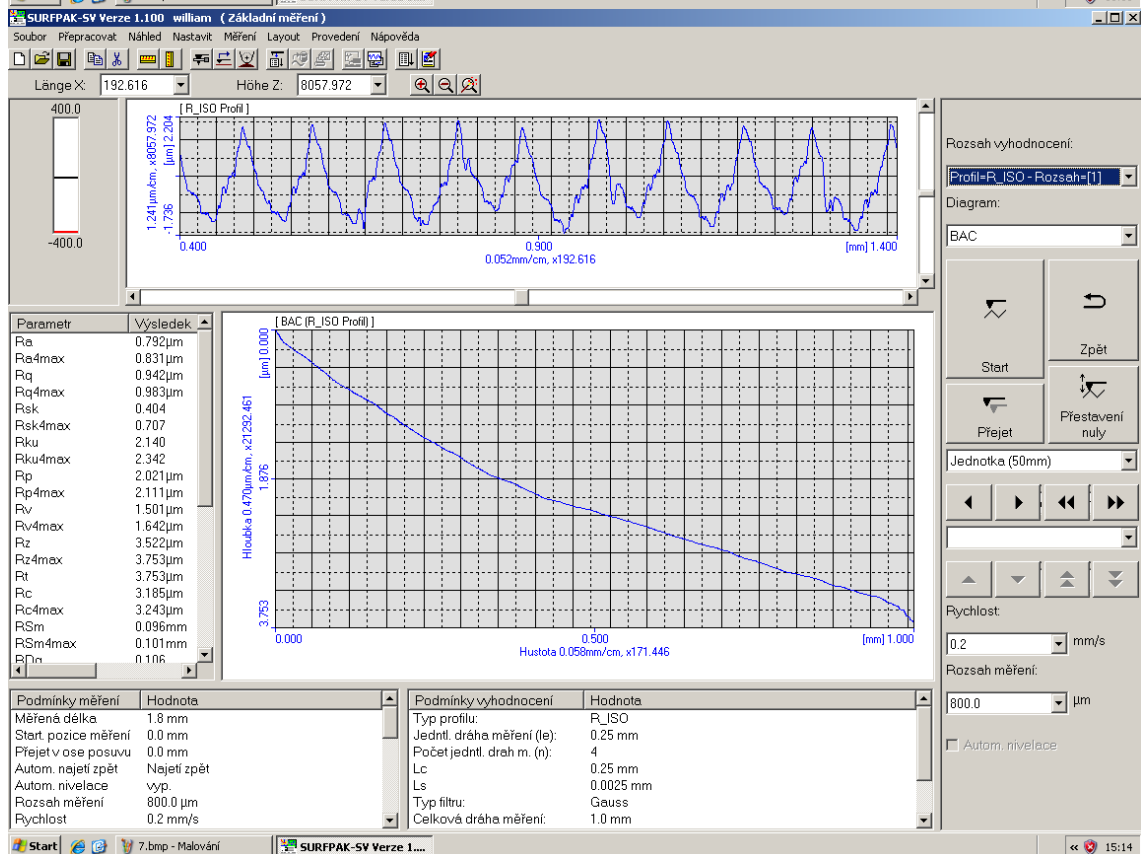 SURFPAK-SV Verze 1.100 william ( Základní měření )
Soubor Přepracovat Náhled Nastavit Měření Layout Provedení Nápověda
Länge X: 192.616 Höhe Z: 8057.972
400.0
-400.0
[ R_ISO Profil ]
1.241µm/cm, x8057.972
-1.736 [µm] 2.204
0.400 0.900 [mm] 1.400
0.052mm/cm, x192.616
Parametr Výsledek
Ra 0.792µm
Ra4max 0.831µm
Rq 0.942µm
Rq4max 0.983µm
Rsk 0.404
Rsk4max 0.707
Rku 2.140
Rku4max 2.342
Rp 2.021µm
Rp4max 2.111µm
Rv 1.501µm
Rv4max 1.642µm
Rz 3.522µm
Rz4max 3.753µm
Rt 3.753µm
Rc 3.185µm
Rc4max 3.243µm
RSm 0.096mm
RSm4max 0.101mm
RDq 0.106
[ BAC (R_ISO Profil) ]
Hloubka 0.470µm/cm, x21292.461
3.753 1.876 [µm] 0.000
0.000 0.500 [mm] 1.000
Hustota 0.058mm/cm, x171.446
Rozsah vyhodnocení:
Profil=R_ISO - Rozsah=[1]
Diagram:
BAC
Start
Zpět
Přejet
Přestavení nuly
Jednotka (50mm)
Rychlost:
0.2 mm/s
Rozsah měření:
800.0 µm
Autom. nivelace
Podmínky měření Hodnota
Měřená délka 1.8 mm
Start. pozice měření 0.0 mm
Přejet v ose posuvu 0.0 mm
Autom. najetí zpět Najetí zpět
Autom. nivelace vyp.
Rozsah měření 800.0 µm
Rychlost 0.2 mm/s
Podmínky vyhodnocení Hodnota
Typ profilu: R_ISO
Jedntl. dráha měření (le): 0.25 mm
Počet jedntl. drah m. (n): 4
Lc 0.25 mm
Ls 0.0025 mm
Typ filtru: Gauss
Celková dráha měření: 1.0 mm
Start 7.bmp - Malování SURFPAK-SV Verze 1.... 15:14